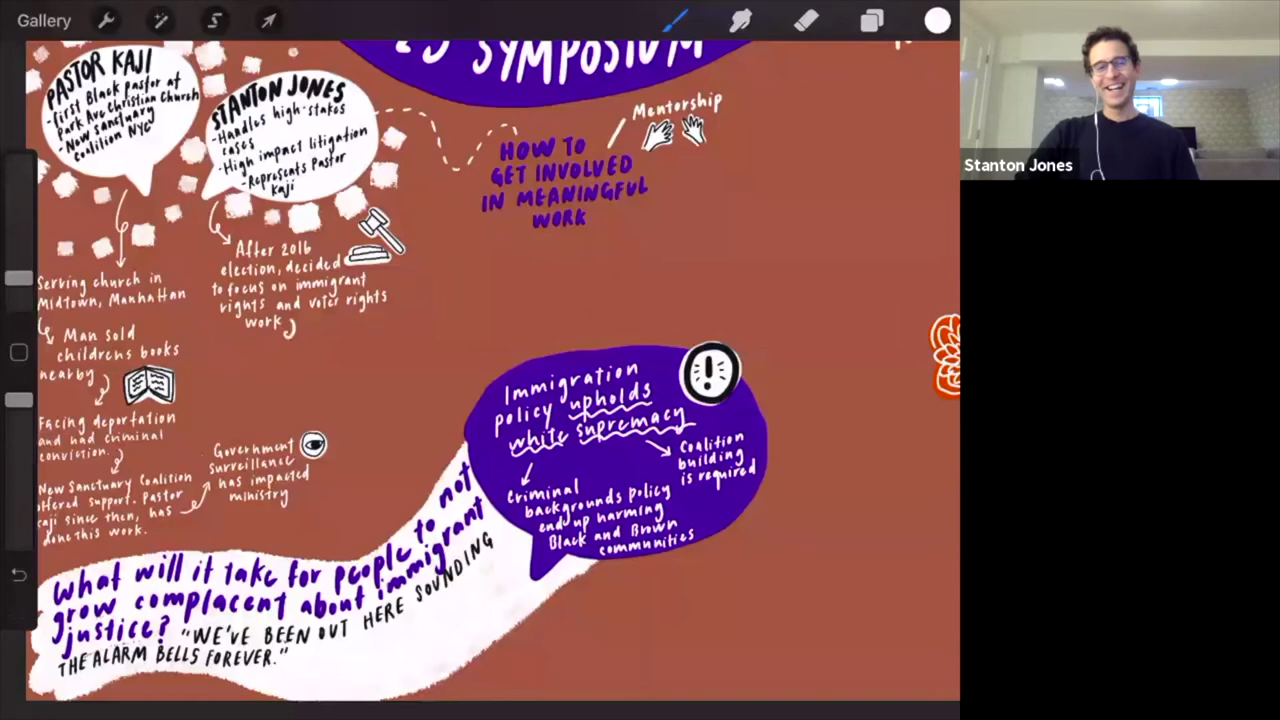 Gallery
SYMPOSIUM
PASTOR KAJI
-First Black pastor at
Park Ave Christian Church
-Now sanctuary
coalition NYC
STANTON JONES
-Handles high-stakes
cases
-High impact litigation
-Represents Pastor
Kaji
HOW TO
GET INVOLVED
IN MEANINGFUL
WORK
Mentorship
Serving church in
Midtown, Manhattan
Man sold
childrens books
nearby
Facing deportation
and had criminal
conviction.
New Sanctuary Coalition
offered support. Pastor
Kaji since then, has
done this work.
Government
surveillance
has impacted
ministry
After 2016
election, decided
to focus on immigrant
rights and voter rights
work
Immigration
policy upholds
white supremacy
Criminal
backgrounds policy
end up harming
Black and Brown
communities
Coalition
building
is required
What will it take for people to not
grow complacent about immigrant
justice? "WE'VE BEEN OUT HERE SOUNDING
THE ALARM BELLS FOREVER."
Stanton Jones